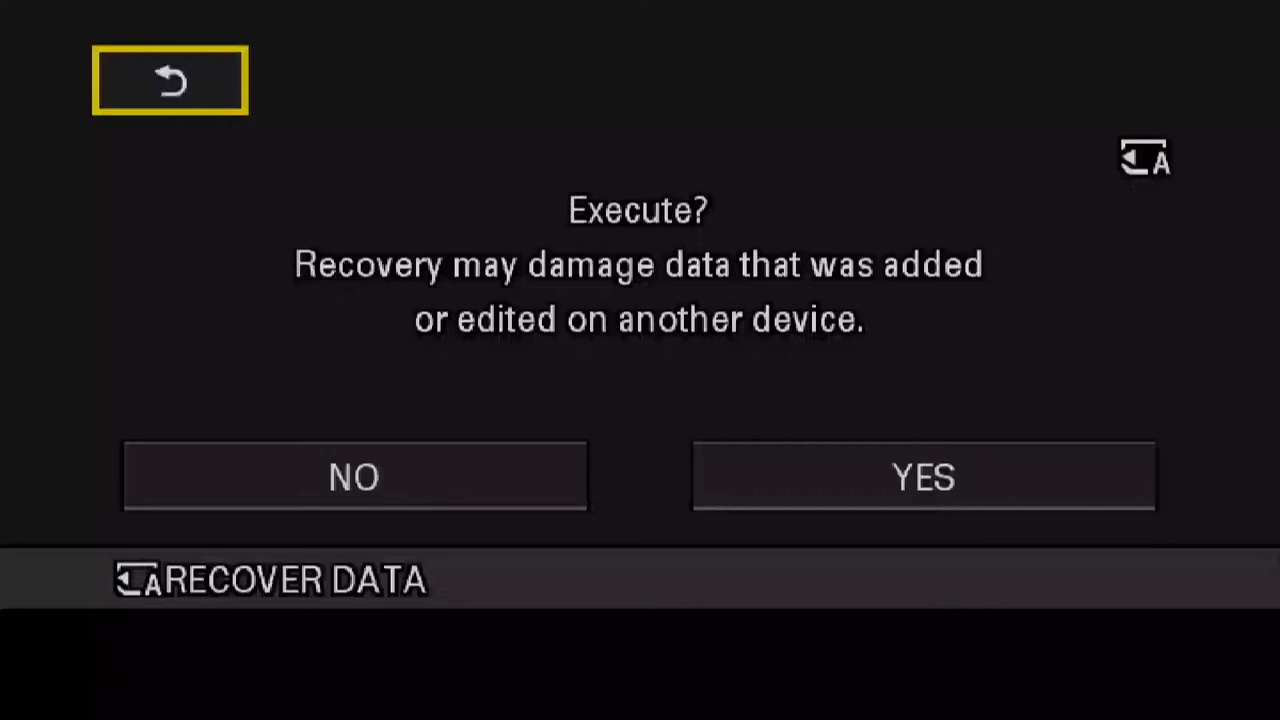 A
Execute?
Recovery may damage data that was added
or edited on another device.
NO YES
A RECOVER DATA